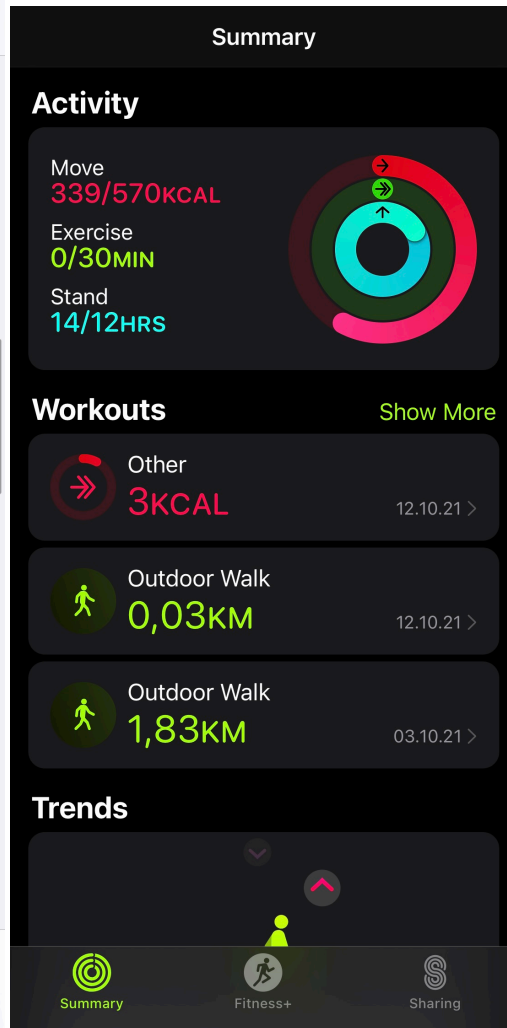 Summary
Activity
Move
339/570KCAL
Exercise
0/30MIN
Stand
14/12HRS
Workouts
Show More
Other
3KCAL
12.10.21
Outdoor Walk
0,03KM
12.10.21
Outdoor Walk
1,83KM
03.10.21
Trends
Summary
Fitness+
Sharing